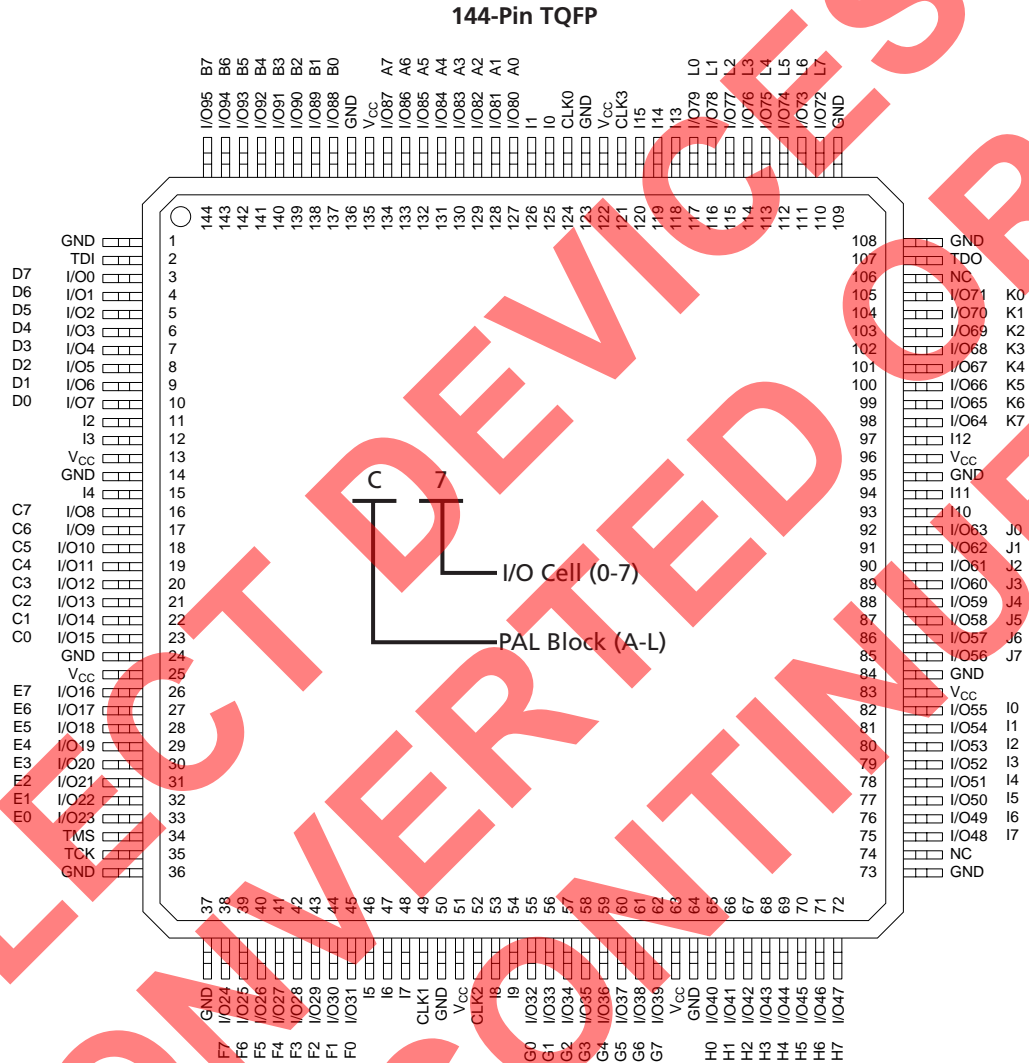 144-Pin TQFP
B7 B6 B5 B4 B3 B2 B1 B0 A7 A6 A5 A4 A3 A2 A1 A0 L0 L1 L2 L3 L4 L5 L6 L7
I/O95 I/O94 I/O93 I/O92 I/O91 I/O90 I/O89 I/O88 GND VCC I/O87 I/O86 I/O85 I/O84 I/O83 I/O82 I/O81 I/O80 I1 I0 CLK0 GND VCC CLK3 I15 I14 I13 I/O79 I/O78 I/O77 I/O76 I/O75 I/O74 I/O73 I/O72 GND
144 143 142 141 140 139 138 137 136 135 134 133 132 131 130 129 128 127 126 125 124 123 122 121 120 119 118 117 116 115 114 113 112 111 110 109
GND 1 108 GND
TDI 2 107 TDO
D7 I/O0 3 106 NC
D6 I/O1 4 105 I/O71 K0
D5 I/O2 5 104 I/O70 K1
D4 I/O3 6 103 I/O69 K2
D3 I/O4 7 102 I/O68 K3
D2 I/O5 8 101 I/O67 K4
D1 I/O6 9 100 I/O66 K5
D0 I/O7 10 99 I/O65 K6
I2 11 98 I/O64 K7
I3 12 97 I12
VCC 13 96 VCC
GND 14 95 GND
I4 15 94 I11
C7 I/O8 16 93 I10
C6 I/O9 17 92 I/O63 J0
C5 I/O10 18 91 I/O62 J1
C4 I/O11 19 90 I/O61 J2
C3 I/O12 20 89 I/O60 J3
C2 I/O13 21 88 I/O59 J4
C1 I/O14 22 87 I/O58 J5
C0 I/O15 23 86 I/O57 J6
GND 24 85 I/O56 J7
VCC 25 84 GND
E7 I/O16 26 83 VCC
E6 I/O17 27 82 I/O55 I0
E5 I/O18 28 81 I/O54 I1
E4 I/O19 29 80 I/O53 I2
E3 I/O20 30 79 I/O52 I3
E2 I/O21 31 78 I/O51 I4
E1 I/O22 32 77 I/O50 I5
E0 I/O23 33 76 I/O49 I6
TMS 34 75 I/O48 I7
TCK 35 74 NC
GND 36 73 GND
C 7
I/O Cell (0-7)
PAL Block (A-L)
37 38 39 40 41 42 43 44 45 46 47 48 49 50 51 52 53 54 55 56 57 58 59 60 61 62 63 64 65 66 67 68 69 70 71 72
GND I/O24 I/O25 I/O26 I/O27 I/O28 I/O29 I/O30 I/O31 I5 I6 I7 CLK1 GND VCC CLK2 I8 I9 I/O32 I/O33 I/O34 I/O35 I/O36 I/O37 I/O38 I/O39 VCC GND I/O40 I/O41 I/O42 I/O43 I/O44 I/O45 I/O46 I/O47
F7 F6 F5 F4 F3 F2 F1 F0 G0 G1 G2 G3 G4 G5 G6 G7 H0 H1 H2 H3 H4 H5 H6 H7
LECT DEVICES
CONVERTED OR
CONTINUE